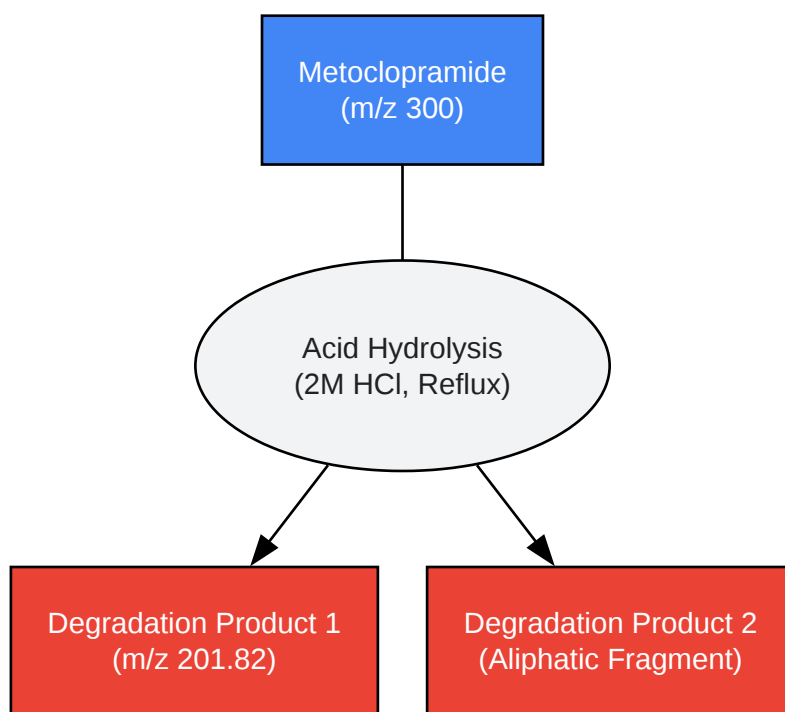 Metoclopramide
(m/z 300)
Acid Hydrolysis
(2M HCl, Reflux)
Degradation Product 1
(m/z 201.82)
Degradation Product 2
(Aliphatic Fragment)